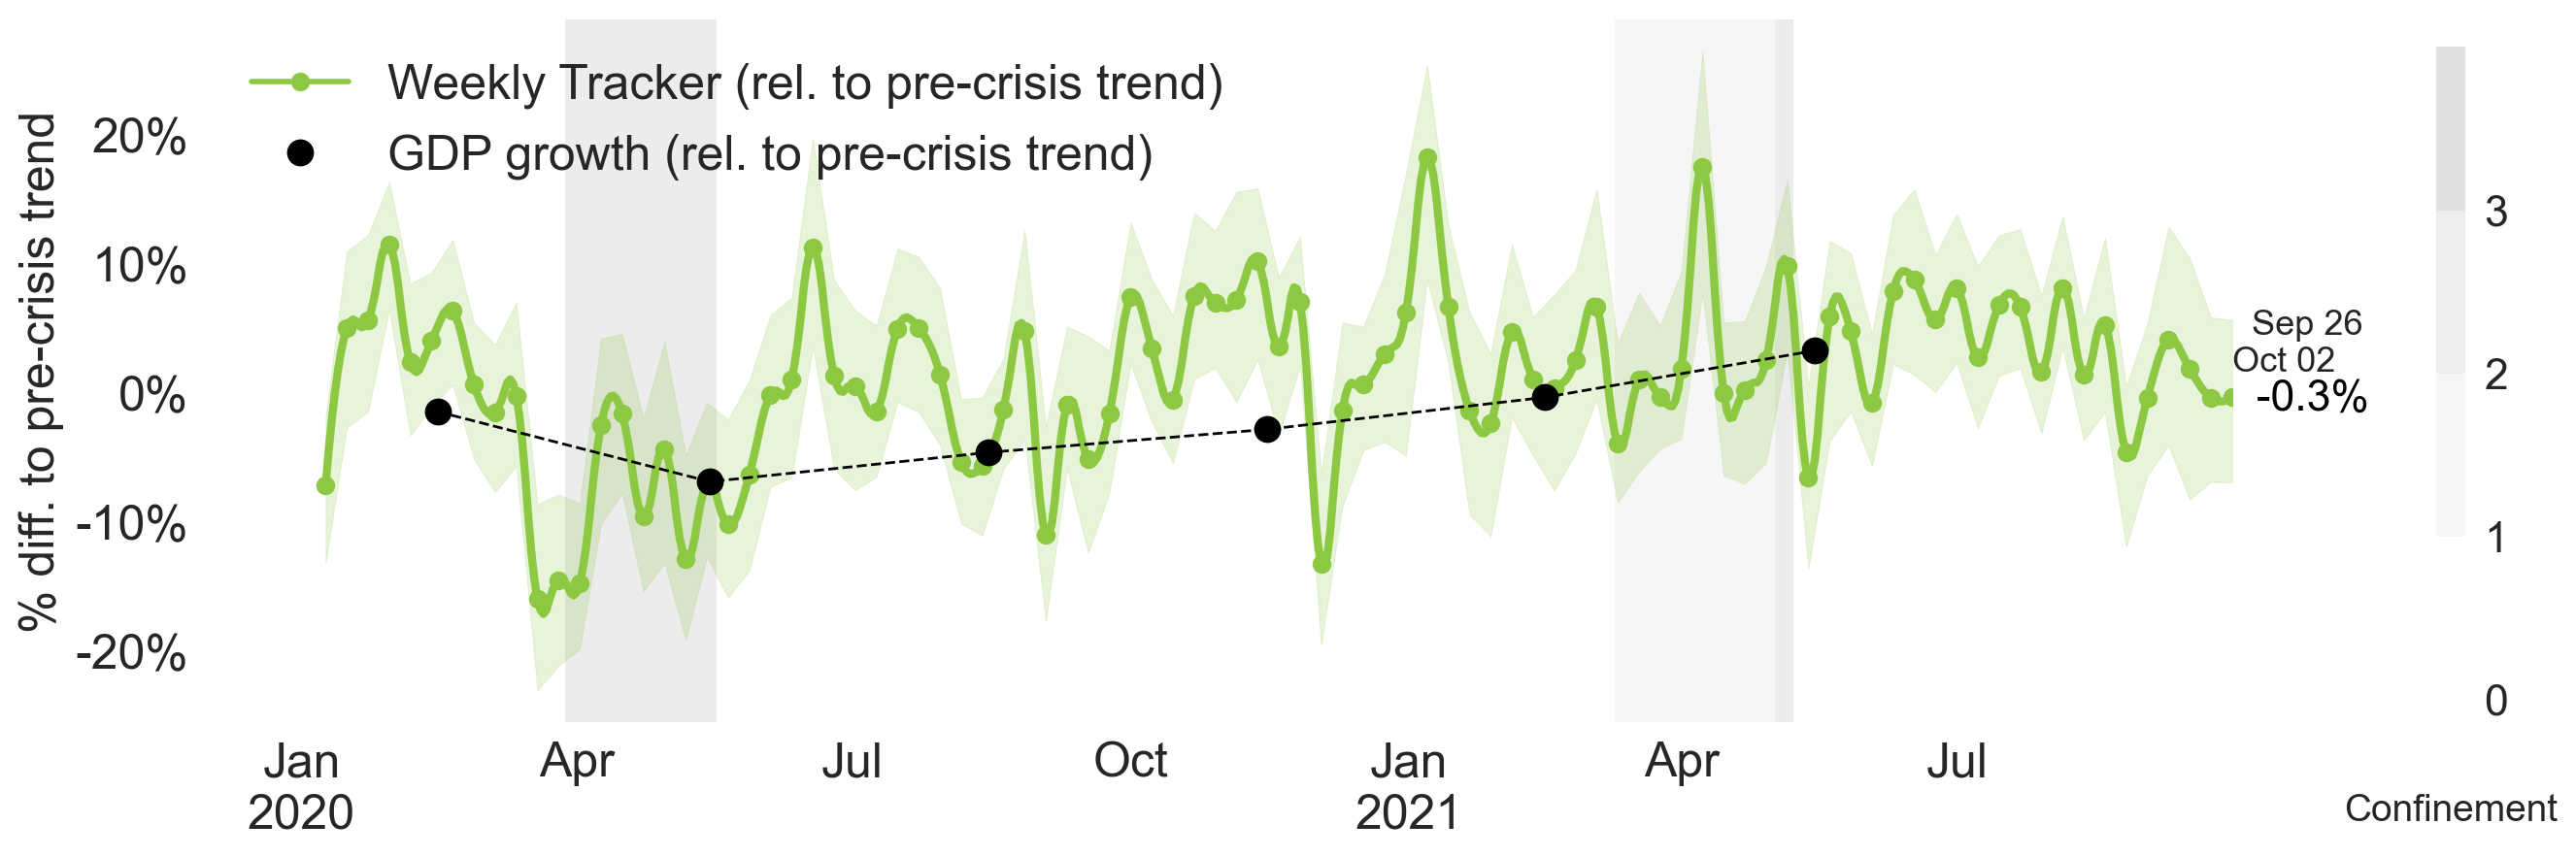 Weekly Tracker (rel. to pre-crisis trend)
GDP growth (rel. to pre-crisis trend)
% diff. to pre-crisis trend
20%
10%
0%
-10%
-20%
Jan
2020
Apr
Jul
Oct
Jan
2021
Apr
Jul
Sep 26
Oct 02
-0.3%
3
2
1
0
Confinement